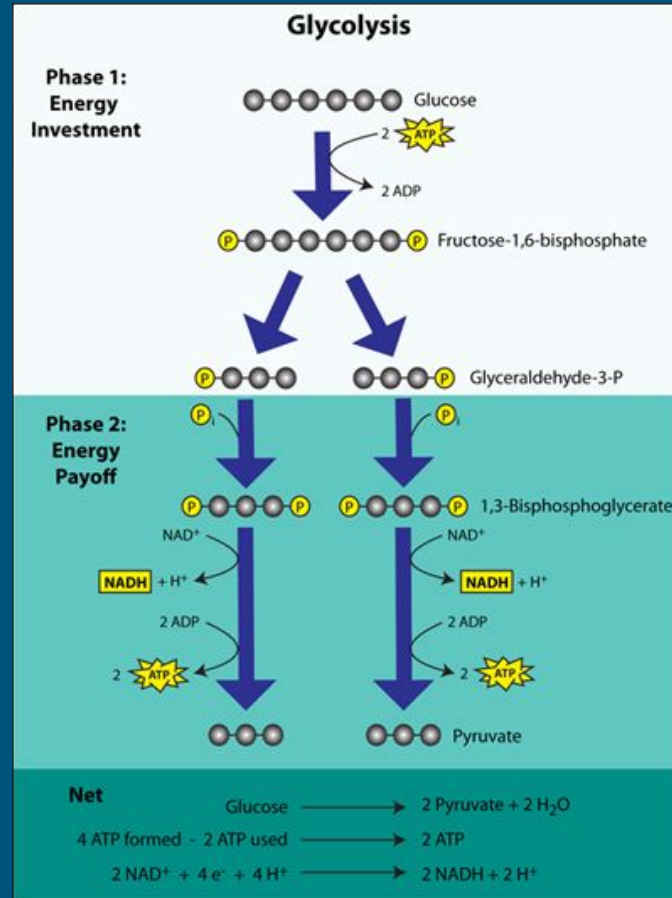 Glycolysis
Phase 1:
Energy
Investment
Glucose
2 ATP
2 ADP
P P Fructose-1,6-bisphosphate
P P Glyceraldehyde-3-P
Phase 2:
Energy
Payoff
Pi Pi
P P P P 1,3-Bisphosphoglycerate
NAD⁺ NAD⁺
NADH + H⁺ NADH + H⁺
2 ADP 2 ADP
2 ATP 2 ATP
Pyruvate
Net
Glucose 2 Pyruvate + 2 H₂O
4 ATP formed - 2 ATP used 2 ATP
2 NAD⁺ + 4 e⁻ + 4 H⁺ 2 NADH + 2 H⁺